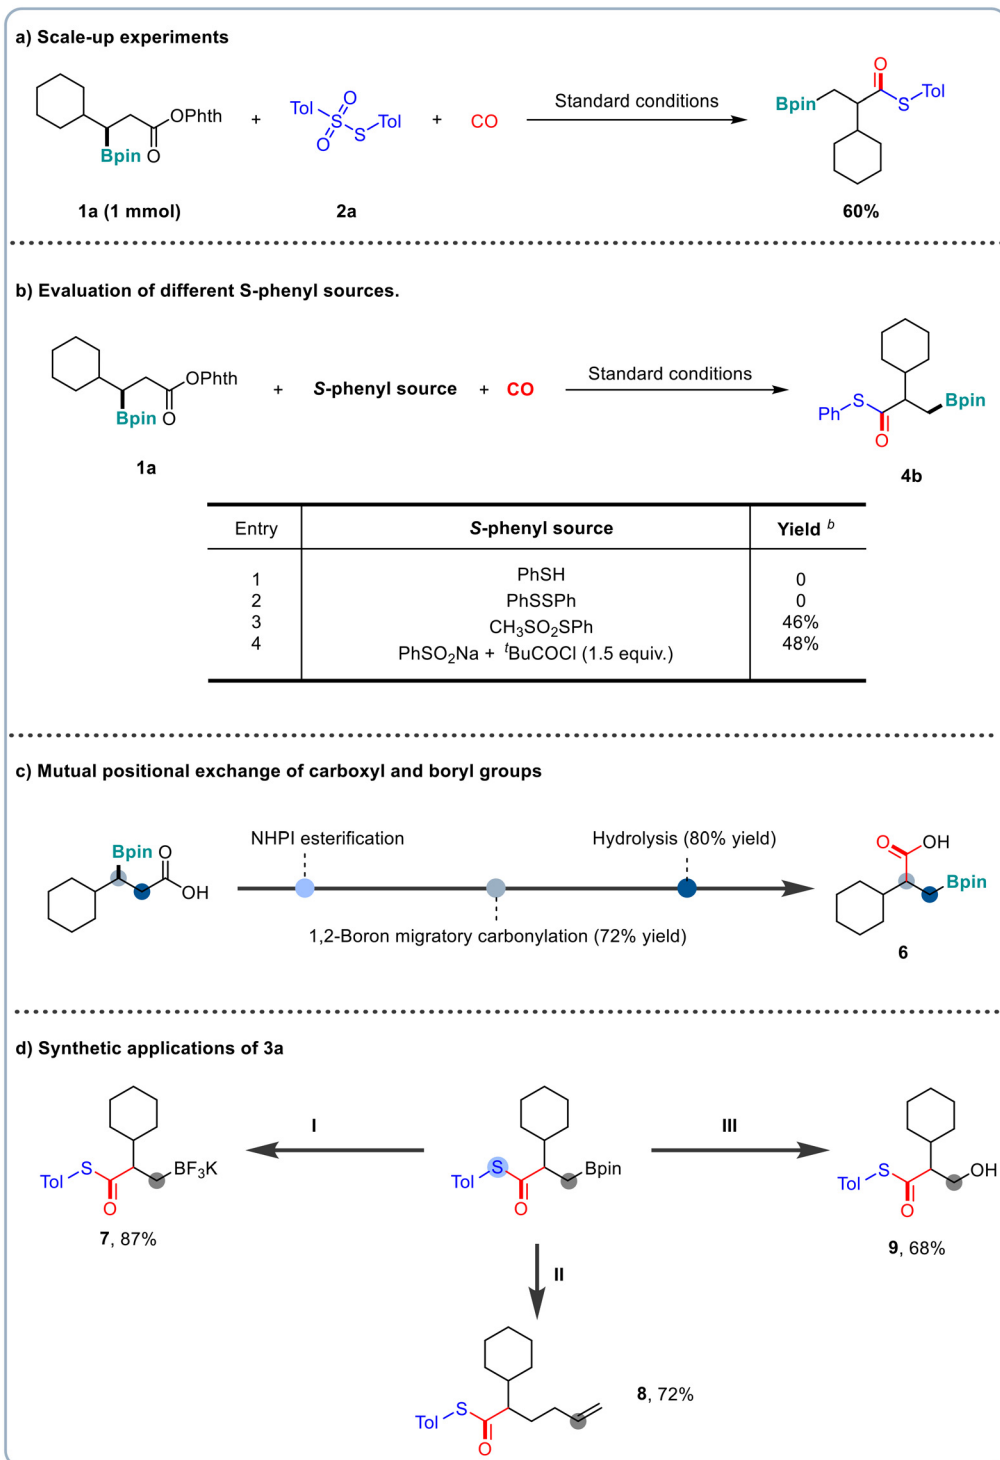 a) Scale-up experiments
OPhth
Bpin
O
1a (1 mmol)
+
Tol
O
S
O
S
Tol
2a
+
CO
Standard conditions
O
Bpin
S
Tol
60%
b) Evaluation of different S-phenyl sources.
OPhth
Bpin
O
1a
+
S-phenyl source
+
CO
Standard conditions
Ph
S
O
Bpin
4b
Entry S-phenyl source Yield b
1 PhSH 0
2 PhSSPh 0
3 CH3SO2SPh 46%
4 PhSO2Na + tBuCOCl (1.5 equiv.) 48%
c) Mutual positional exchange of carboxyl and boryl groups
Bpin
O
OH
NHPI esterification
Hydrolysis (80% yield)
1,2-Boron migratory carbonylation (72% yield)
O
OH
Bpin
6
d) Synthetic applications of 3a
Tol
S
O
BF3K
7, 87%
I
Tol
S
O
Bpin
III
Tol
S
O
OH
9, 68%
II
Tol
S
O
8, 72%